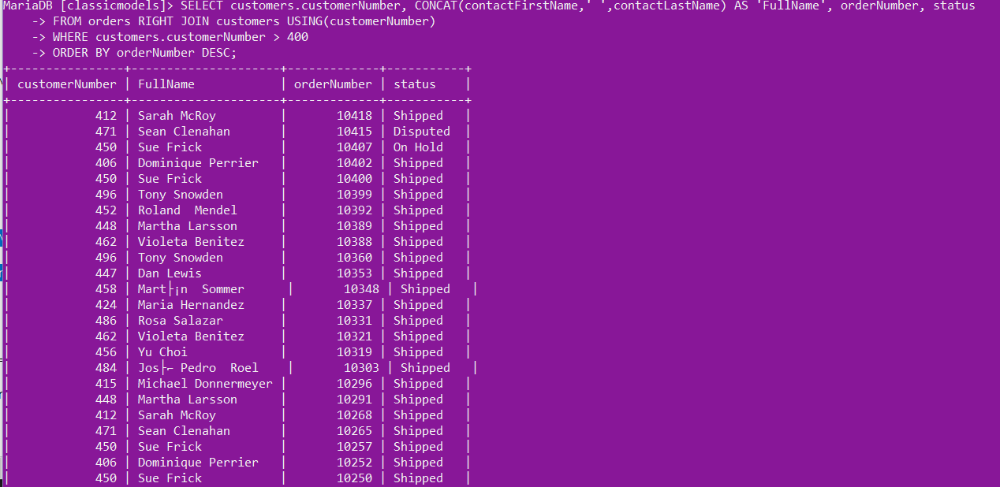 MariaDB [classicmodels]> SELECT customers.customerNumber, CONCAT(contactFirstName,' ',contactLastName) AS 'FullName', orderNumber, status
    -> FROM orders RIGHT JOIN customers USING(customerNumber)
    -> WHERE customers.customerNumber > 400
    -> ORDER BY orderNumber DESC;
+----------------+---------------------+-------------+-----------+
| customerNumber | FullName            | orderNumber | status    |
+----------------+---------------------+-------------+-----------+
|            412 | Sarah McRoy         |       10418 | Shipped   |
|            471 | Sean Clenahan       |       10415 | Disputed  |
|            450 | Sue Frick           |       10407 | On Hold   |
|            406 | Dominique Perrier   |       10402 | Shipped   |
|            450 | Sue Frick           |       10400 | Shipped   |
|            496 | Tony Snowden        |       10399 | Shipped   |
|            452 | Roland  Mendel      |       10392 | Shipped   |
|            448 | Martha Larsson      |       10389 | Shipped   |
|            462 | Violeta Benitez     |       10388 | Shipped   |
|            496 | Tony Snowden        |       10360 | Shipped   |
|            447 | Dan Lewis           |       10353 | Shipped   |
|            458 | Mart├¡n  Sommer      |       10348 | Shipped   |
|            424 | Maria Hernandez     |       10337 | Shipped   |
|            486 | Rosa Salazar        |       10331 | Shipped   |
|            462 | Violeta Benitez     |       10321 | Shipped   |
|            456 | Yu Choi             |       10319 | Shipped   |
|            484 | Jos├⌐ Pedro  Roel    |       10303 | Shipped   |
|            415 | Michael Donnermeyer |       10296 | Shipped   |
|            448 | Martha Larsson      |       10291 | Shipped   |
|            412 | Sarah McRoy         |       10268 | Shipped   |
|            471 | Sean Clenahan       |       10265 | Shipped   |
|            450 | Sue Frick           |       10257 | Shipped   |
|            406 | Dominique Perrier   |       10252 | Shipped   |
|            450 | Sue Frick           |       10250 | Shipped   |